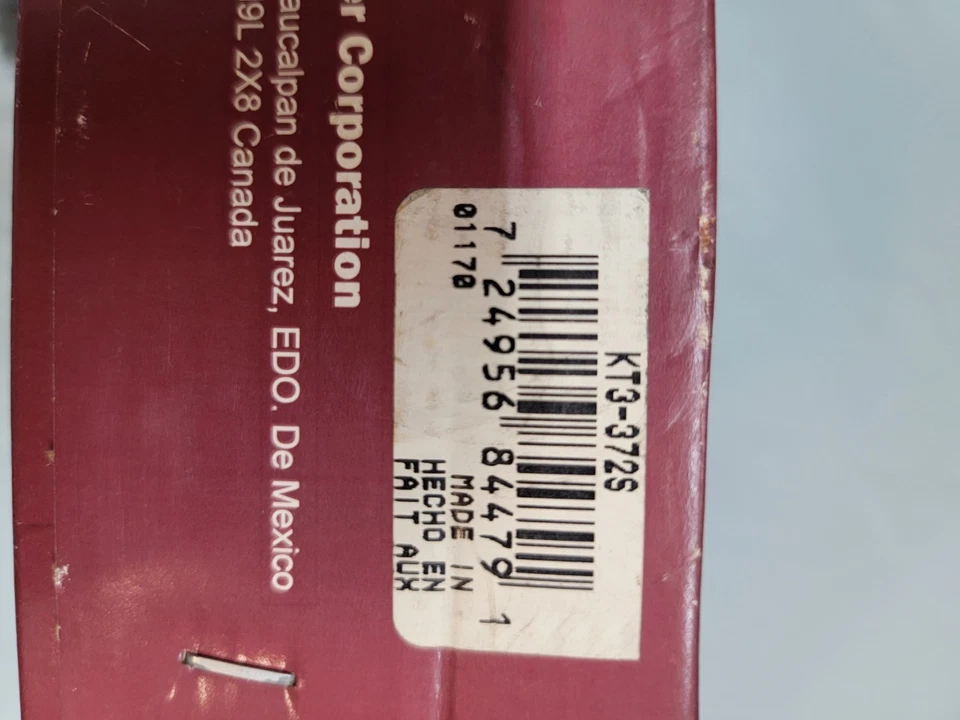 er Corporation
aucalpan de Juarez, EDO. De Mexico
9L 2X8 Canada
KT3-372S
7 24956 84479 1
01170
MADE IN
HECHO EN
FAIT AUX